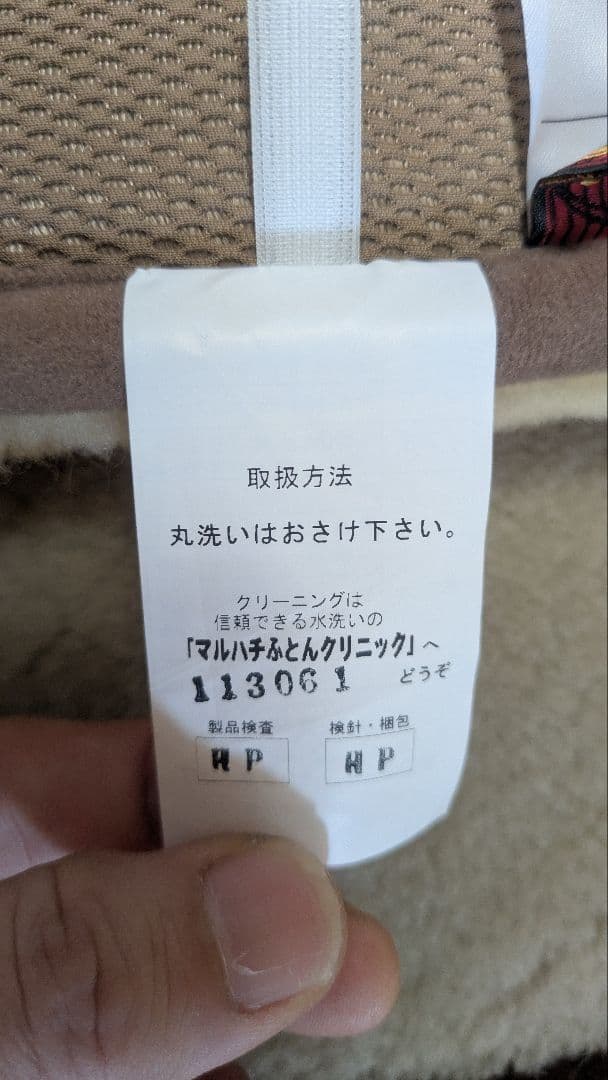 取扱方法
丸洗いはおさけ下さい。
クリーニングは
信頼できる水洗いの
「マルハチふとんクリニック」へ
113061 どうぞ
製品検査 検針・梱包
HP HP